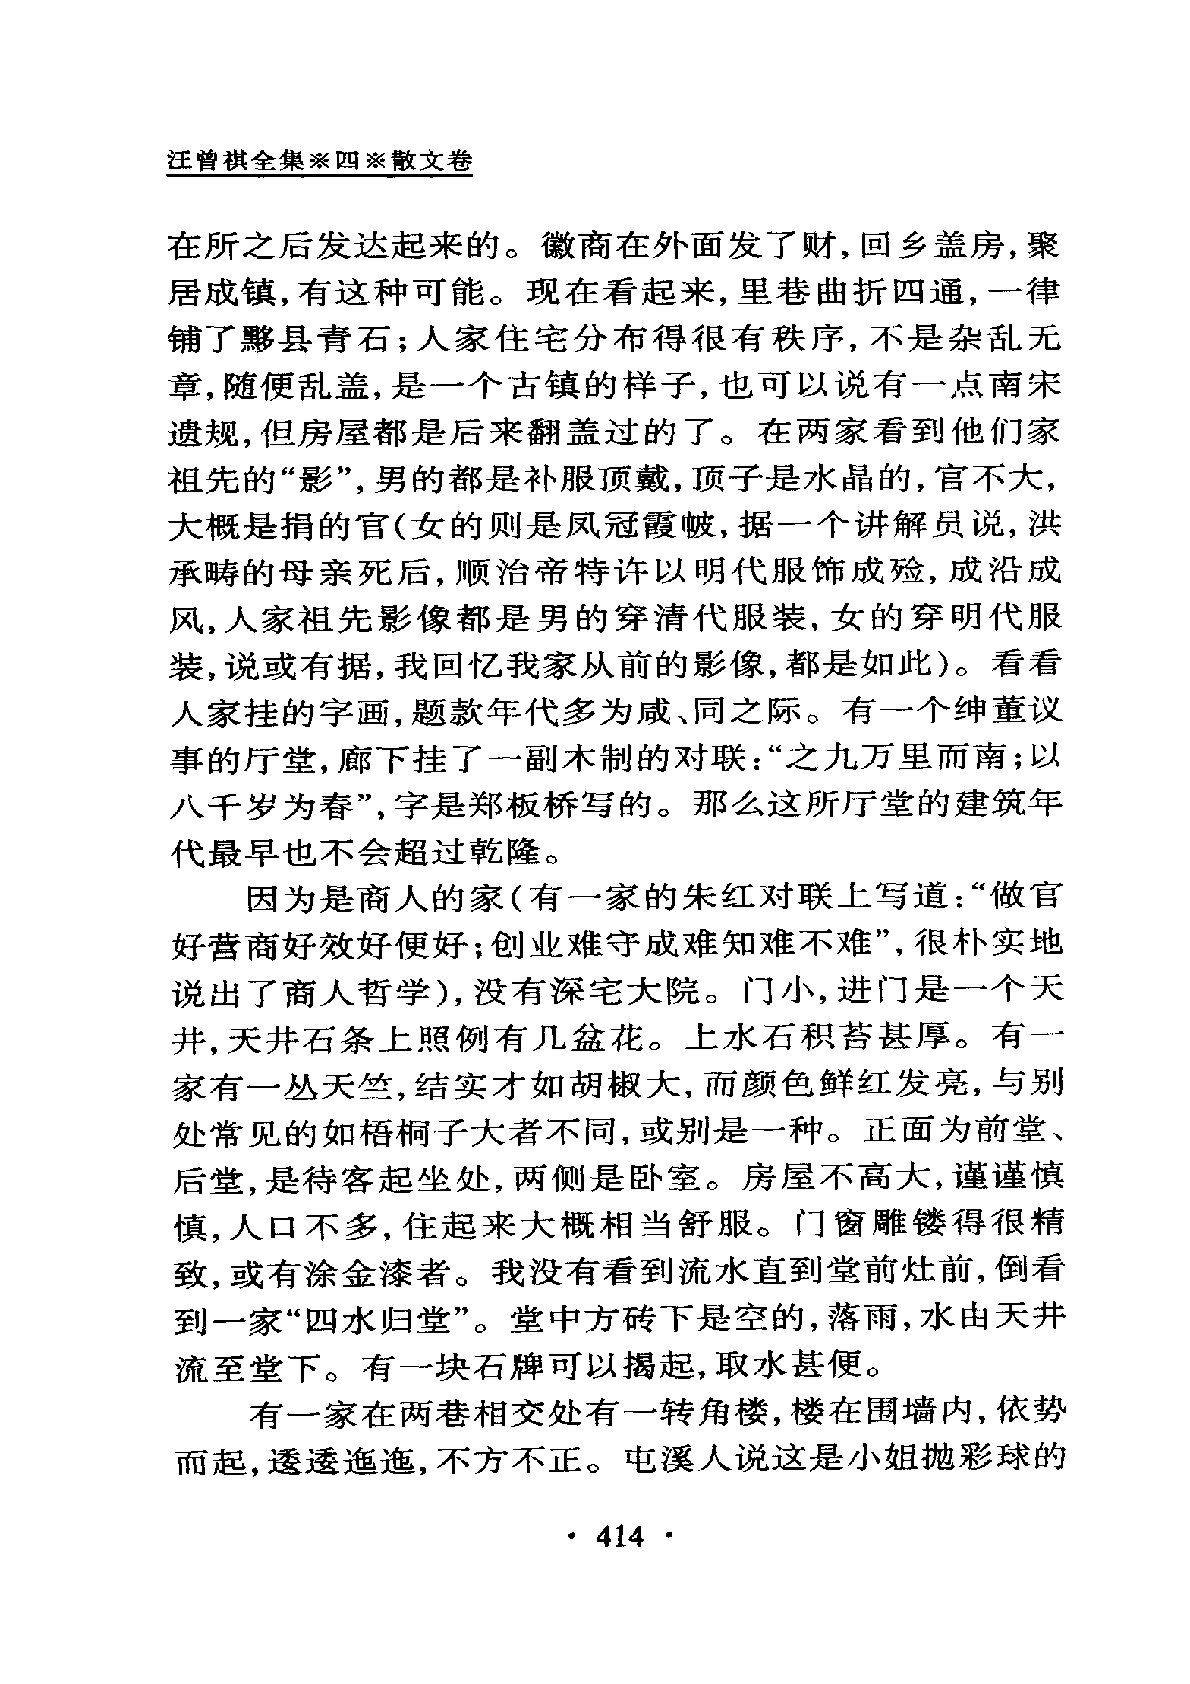 汪曾祺全集※四※散文卷
在所之后发达起来的。徽商在外面发了财,回乡盖房,聚
居成镇,有这种可能。现在看起来,里巷曲折四通,一律
铺了黟县青石;人家住宅分布得很有秩序,不是杂乱无
章,随便乱盖,是一个古镇的样子,也可以说有一点南宋
遗规,但房屋都是后来翻盖过的了。在两家看到他们家
祖先的“影”,男的都是补服顶戴,顶子是水晶的,官不大,
大概是捐的官(女的则是凤冠霞帔,据一个讲解员说,洪
承畴的母亲死后,顺治帝特许以明代服饰成殓,成沿成
风,人家祖先影像都是男的穿清代服装,女的穿明代服
装,说或有据,我回忆我家从前的影像,都是如此)。看看
人家挂的字画,题款年代多为咸、同之际。有一个绅董议
事的厅堂,廊下挂了一副木制的对联:“之九万里而南;以
八千岁为春”,字是郑板桥写的。那么这所厅堂的建筑年
代最早也不会超过乾隆。
因为是商人的家(有一家的朱红对联上写道:“做官
好营商好效好便好;创业难守成难知难不难”,很朴实地
说出了商人哲学),没有深宅大院。门小,进门是一个天
井,天井石条上照例有几盆花。上水石积苔甚厚。有一
家有一丛天竺,结实才如胡椒大,而颜色鲜红发亮,与别
处常见的如梧桐子大者不同,或别是一种。正面为前堂、
后堂,是待客起坐处,两侧是卧室。房屋不高大,谨谨慎
慎,人口不多,住起来大概相当舒服。门窗雕镂得很精
致,或有涂金漆者。我没有看到流水直到堂前灶前,倒看
到一家“四水归堂”。堂中方砖下是空的,落雨,水由天井
流至堂下。有一块石牌可以揭起,取水甚便。
有一家在两巷相交处有一转角楼,楼在围墙内,依势
而起,逶逶迤迤,不方不正。屯溪人说这是小姐抛彩球的
· 414 ·